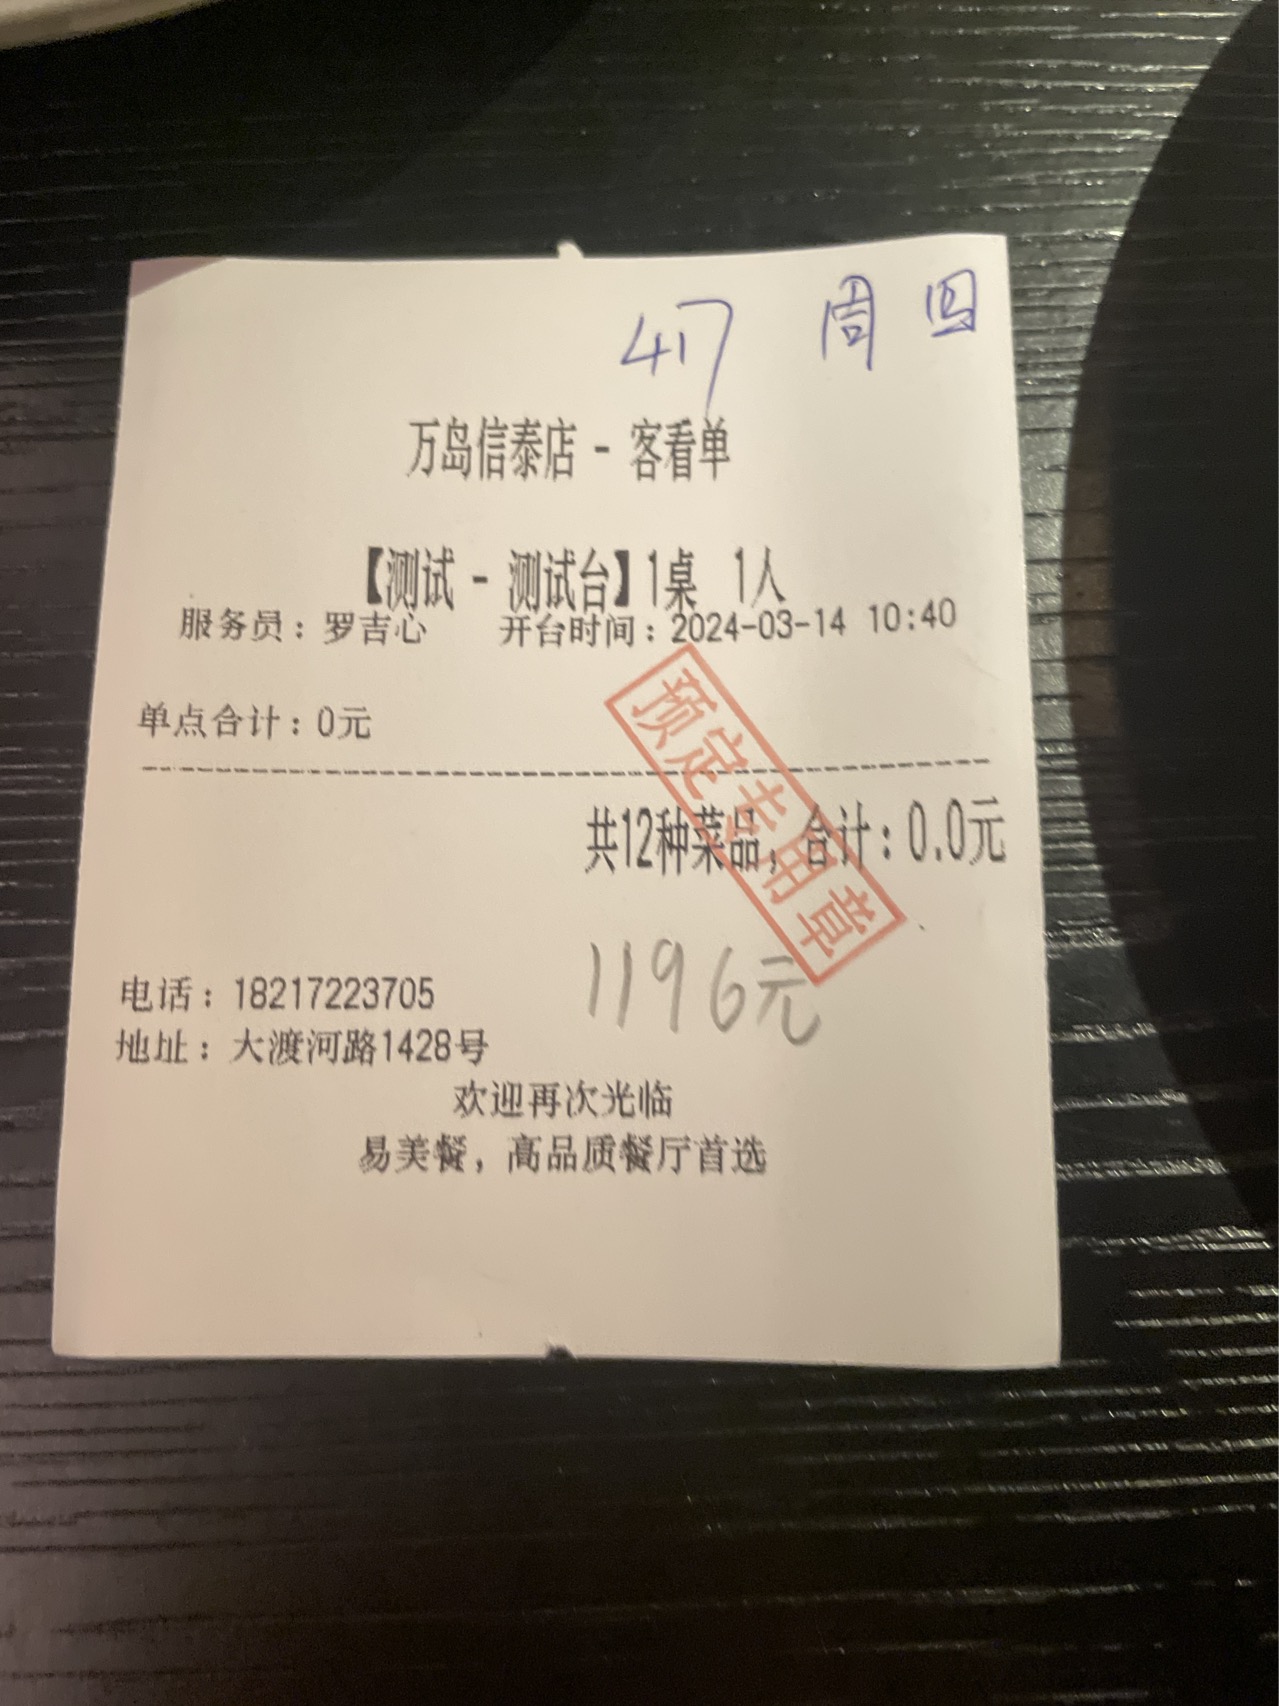 417 周四
万岛信泰店 - 客看单
【测试 - 测试台】1桌 1人
服务员：罗吉心 开台时间：2024-03-14 10:40
单点合计：0元
预定专用章
共12种菜品，合计：0.0元
1196元
电话：18217223705
地址：大渡河路1428号
欢迎再次光临
易美餐，高品质餐厅首选